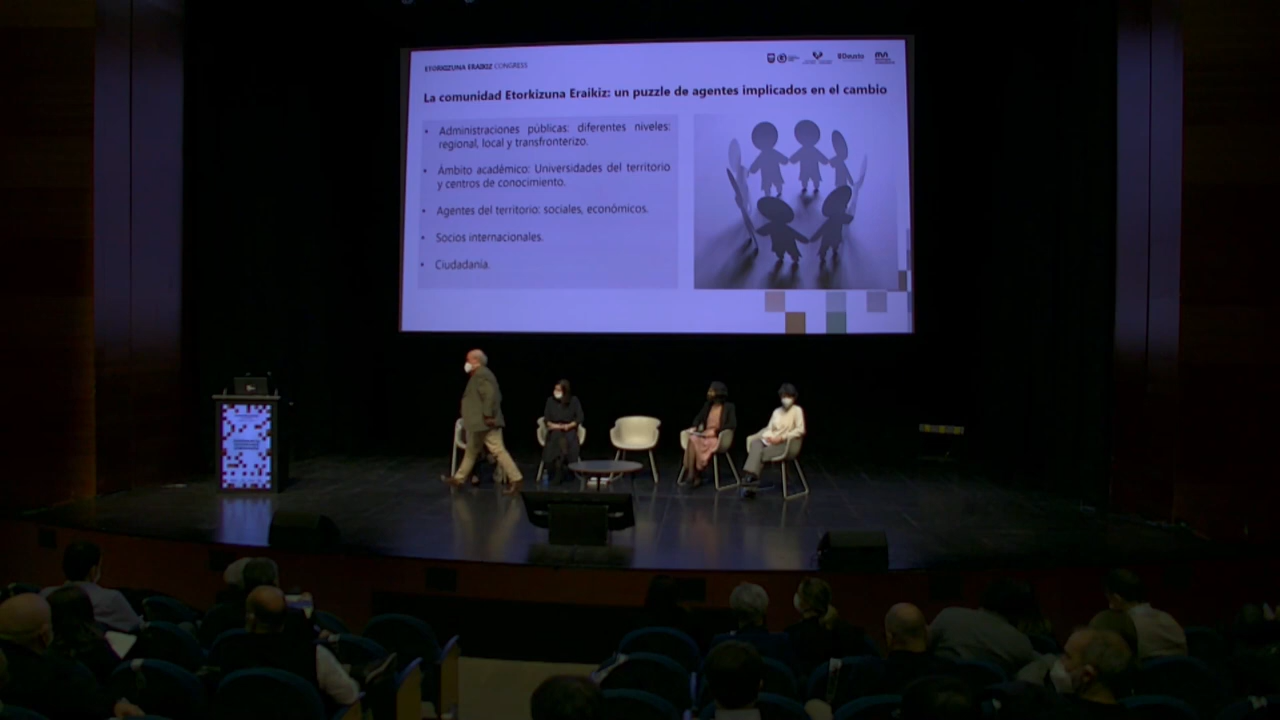 ETORKIZUNA ERAIKIZ CONGRESS
Deusto
La comunidad Etorkizuna Eraikiz: un puzzle de agentes implicados en el cambio
• Administraciones públicas: diferentes niveles:
regional, local y transfronterizo.
• Ámbito académico: Universidades del territorio
y centros de conocimiento.
• Agentes del territorio: sociales, económicos.
• Socios internacionales.
• Ciudadanía.